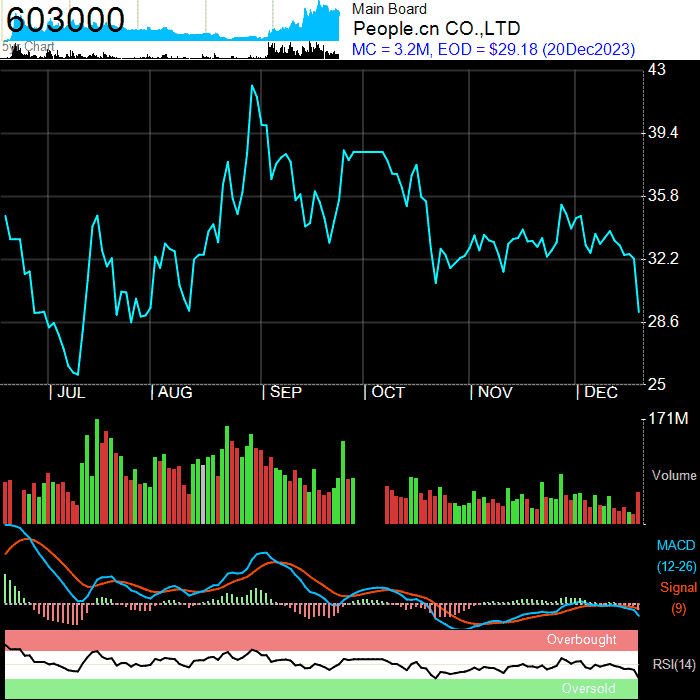 603000
5yr Chart
Main Board
People.cn CO.,LTD
MC = 3.2M, EOD = $29.18 (20Dec2023)
43
39.4
35.8
32.2
28.6
25
JUL AUG SEP OCT NOV DEC
171M
Volume
MACD
(12-26)
Signal
(9)
Overbought
RSI(14)
Oversold